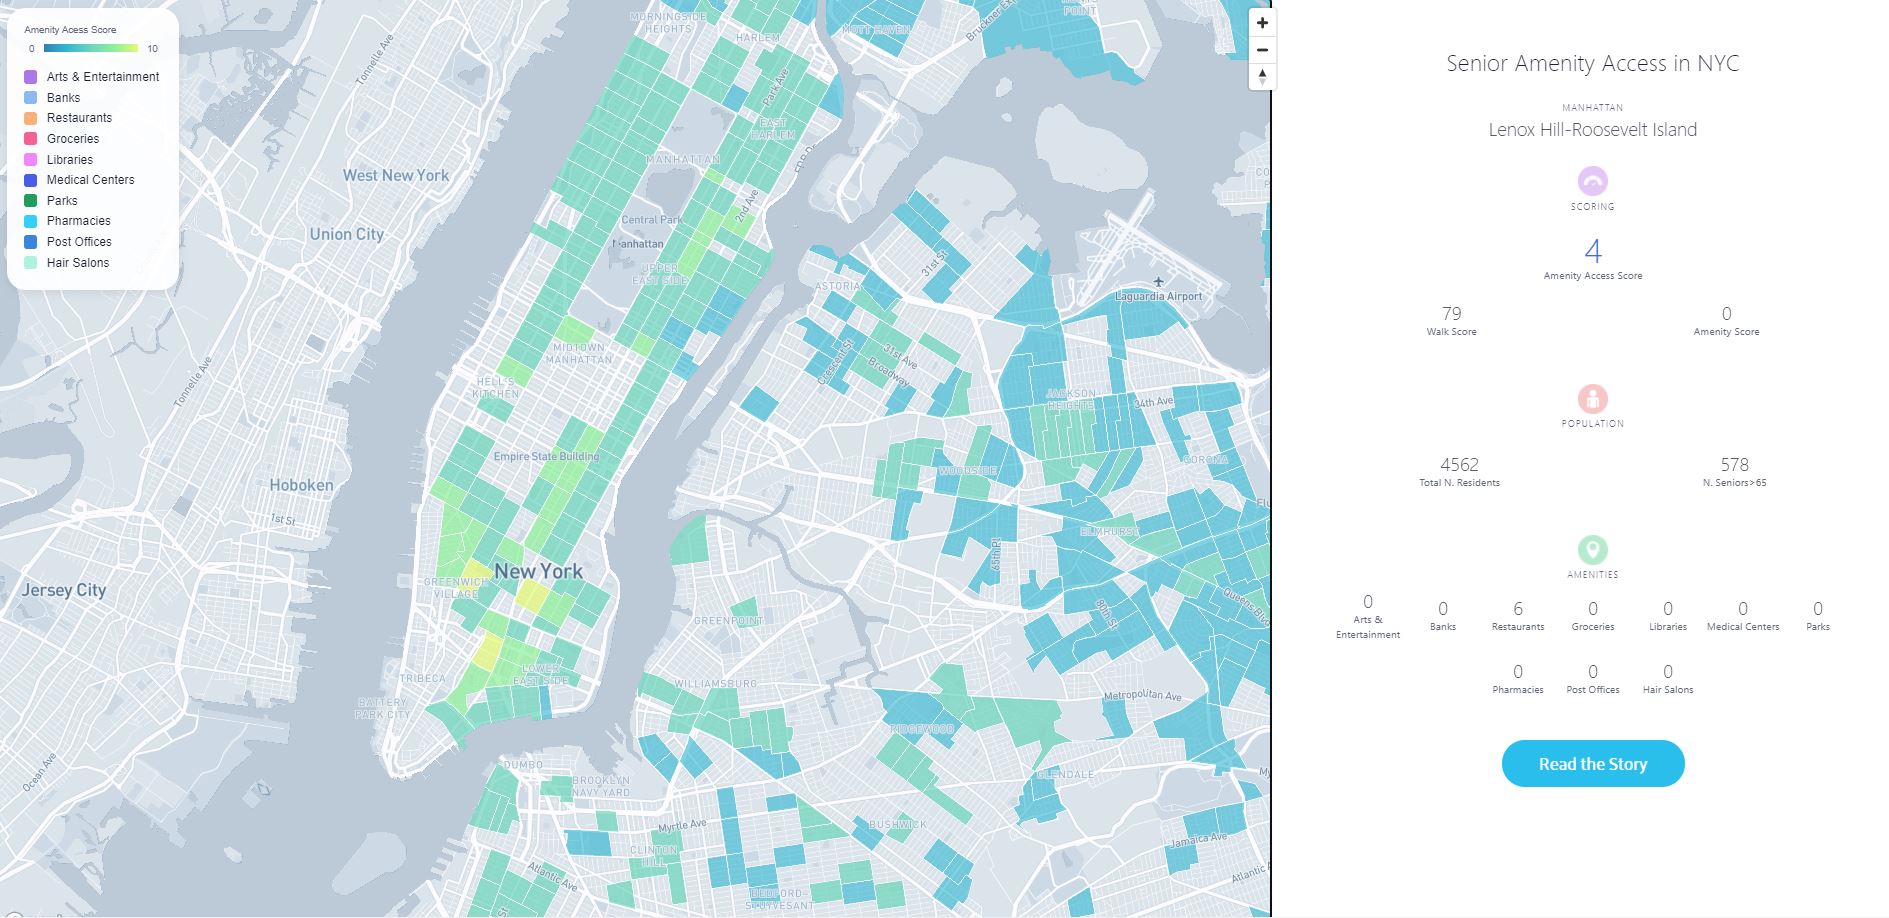 Amenity Acess Score
0 10
Arts & Entertainment
Banks
Restaurants
Groceries
Libraries
Medical Centers
Parks
Pharmacies
Post Offices
Hair Salons
MORNINGSIDE
HEIGHTS
HARLEM
MOTT HAVEN
POINT
Tonnelle Ave
Park Ave
EAST
HARLEM
FDR Dr
MANHATTAN
West New York
Union City
Central Park
Manhattan
2nd Ave
UPPER
EAST SIDE
31st St
ASTORIA
Laguardia Airport
MIDTOWN
MANHATTAN
Crescent St
31st Ave
Broadway
Tonnelle Ave
HELL'S
KITCHEN
JACKSON
HEIGHTS
34th Ave
Empire State Building
WOODSIDE
CORONA
Hoboken
1st St
ELMHURST
65th Pl
New York
Jersey City
GREENWICH
VILLAGE
80th St
Queens Blvd
GREENPOINT
LOWER
EAST SIDE
TRIBECA
WILLIAMSBURG
Metropolitan Ave
BATTERY
PARK CITY
RIDGEWOOD
DUMBO
BROOKLYN
NAVY YARD
GLENDALE
Ocean Ave
Myrtle Ave
BUSHWICK
Jamaica Ave
CLINTON
HILL
Atlantic Ave
Atlantic A
BEDFORD-
STUYVESANT
Senior Amenity Access in NYC
MANHATTAN
Lenox Hill-Roosevelt Island
SCORING
4
Amenity Access Score
79 0
Walk Score Amenity Score
POPULATION
4562 578
Total N. Residents N. Seniors>65
AMENITIES
0 0 6 0 0 0 0
Arts &
Entertainment Banks Restaurants Groceries Libraries Medical Centers Parks
0 0 0
Pharmacies Post Offices Hair Salons
Read the Story